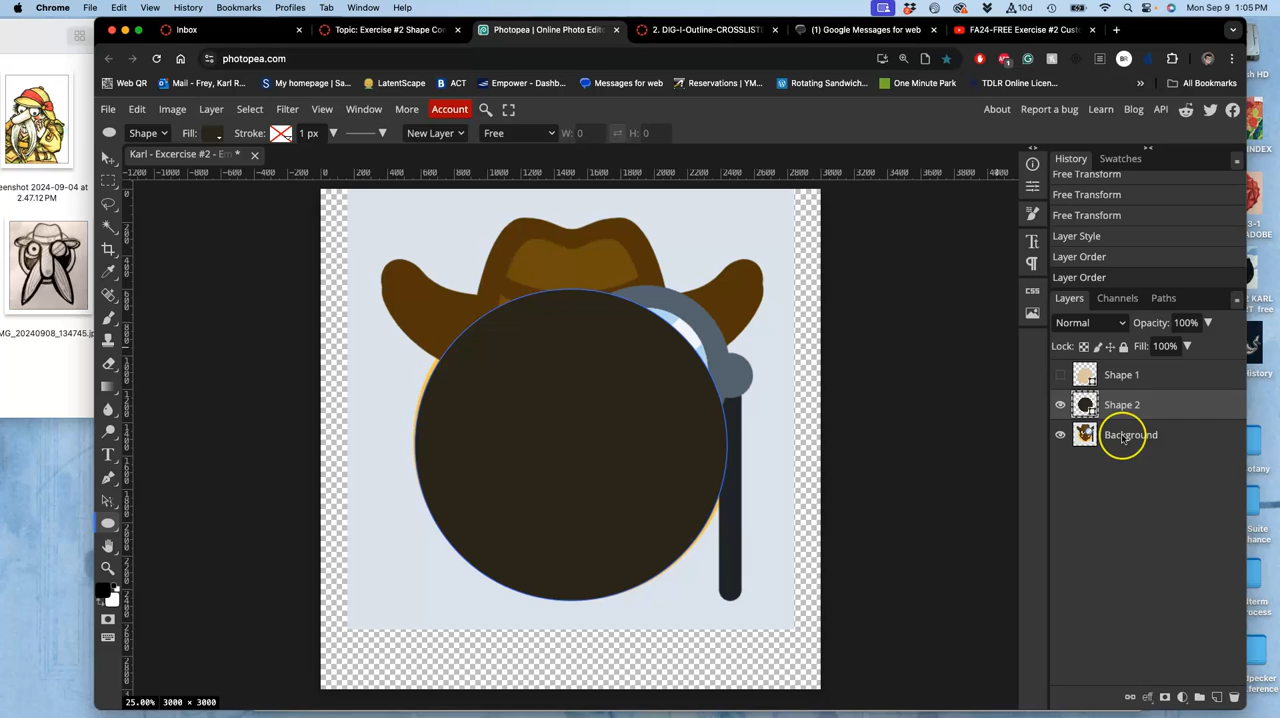 Chrome File Edit View History Bookmarks Profiles Tab Window Help
10d
Mon Sep 9 1:05 PM
Inbox
Topic: Exercise #2 Shape Con
Photopea | Online Photo Edit
2. DIG-I-Outline-CROSSLIST
(1) Google Messages for web
FA24-FREE Exercise #2 Cust
photopea.com
Web QR
Mail - Frey, Karl R...
My homepage | Sa...
LatenScape
ACT
Empower - Dashb...
Messages for web
Reservations | YM...
Rotating Sandwich...
One Minute Park
TDLR Online Licen...
All Bookmarks
File Edit Image Layer Select Filter View Window More Account
About Report a bug Learn Blog API
Shape Fill: Stroke: 1 px New Layer Free W: 0 H: 0
Karl - Excercise #2 - Em *
eenshot 2024-09-04 at
2.47.12 PM
MG_20240908_134745.jp
History Swatches
Free Transform
Free Transform
Free Transform
Layer Style
Layer Order
Layer Order
Layers Channels Paths
Normal Opacity: 100%
Lock: Fill: 100%
Shape 1
Shape 2
Background
CSS
25.00% 3000 × 3000